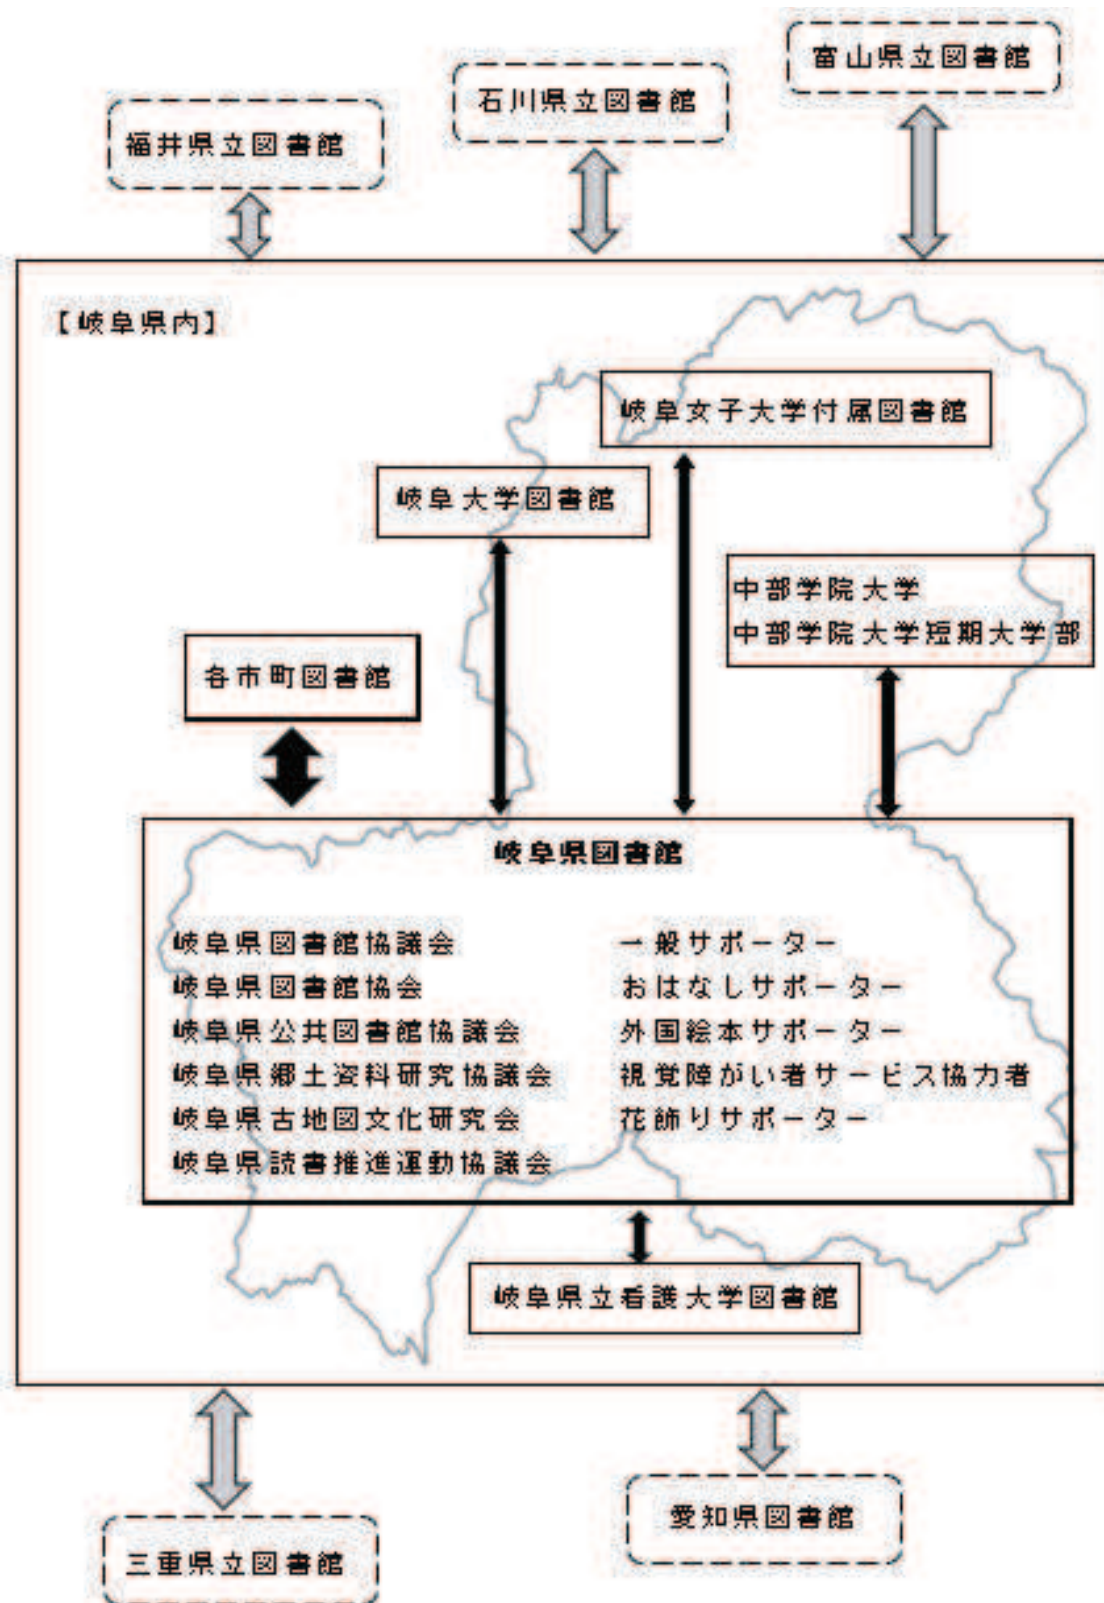 富山県立図書館
石川県立図書館
福井県立図書館
【岐阜県内】
岐阜女子大学付属図書館
岐阜大学図書館
中部学院大学
中部学院大学短期大学部
各市町図書館
岐阜県図書館
岐阜県図書館協議会
岐阜県図書館協会
岐阜県公共図書館協議会
岐阜県郷土資料研究協議会
岐阜県古地図文化研究会
岐阜県読書推進運動協議会
一般サポーター
おはなしサポーター
外国絵本サポーター
視覚障がい者サービス協力者
花飾りサポーター
岐阜県立看護大学図書館
愛知県図書館
三重県立図書館